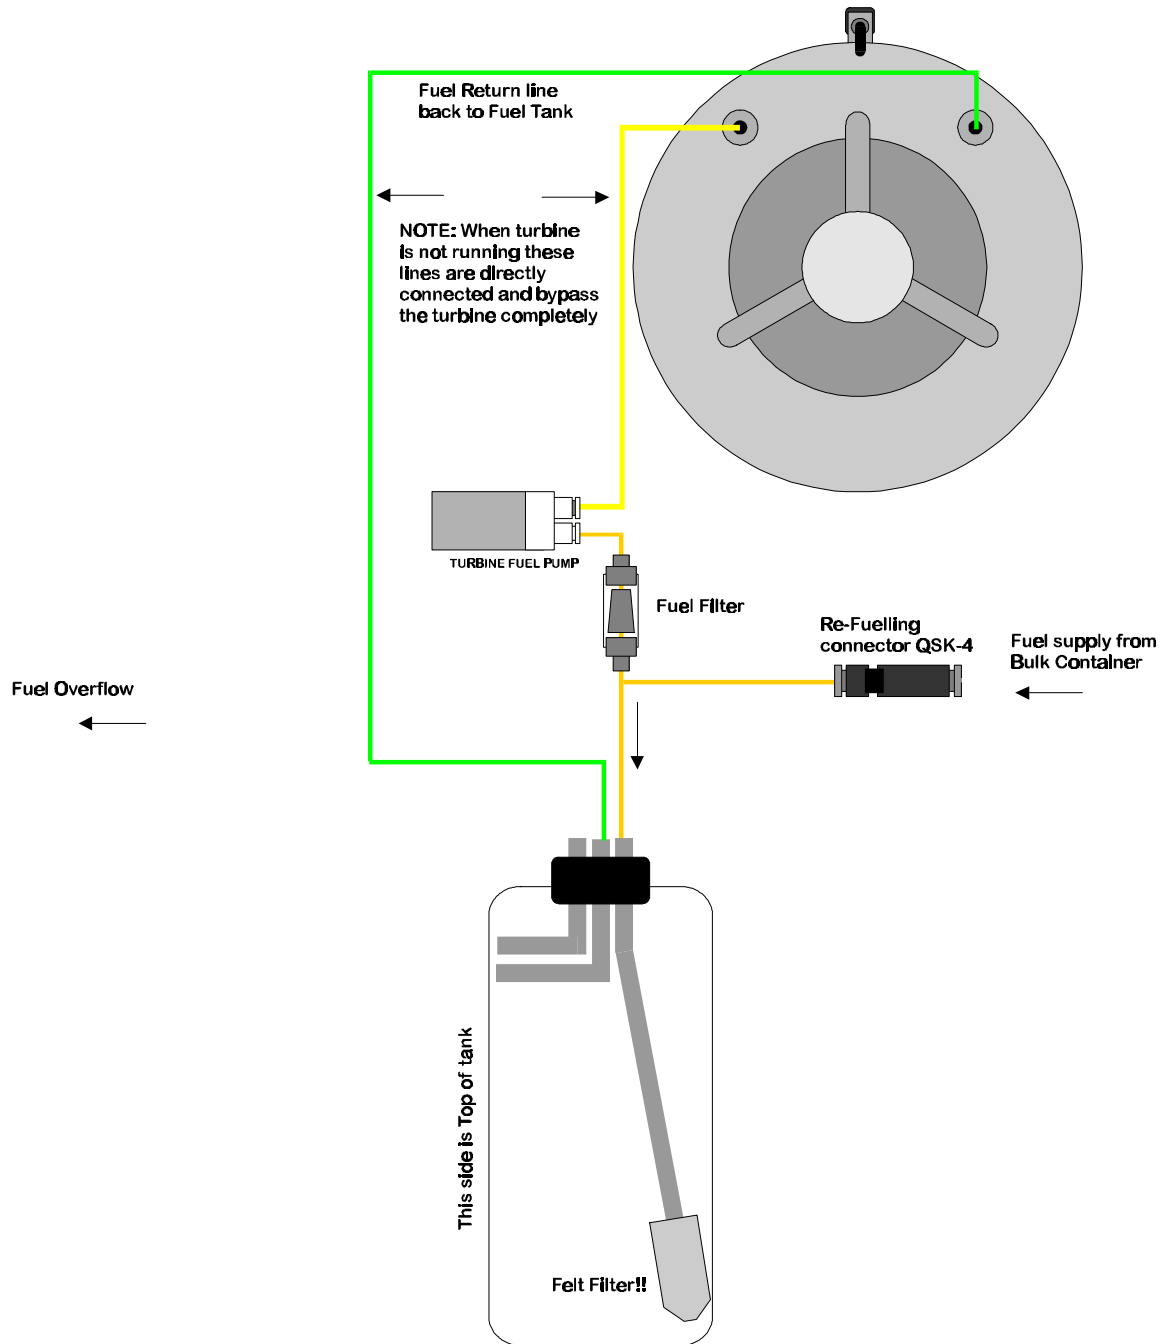 Fuel Return line
back to Fuel Tank
NOTE: When turbine
is not running these
lines are directly
connected and bypass
the turbine completely
TURBINE FUEL PUMP
Fuel Filter
Re-Fuelling
connector QSK-4
Fuel supply from
Bulk Container
Fuel Overflow
This side is Top of tank
Felt Filter!!